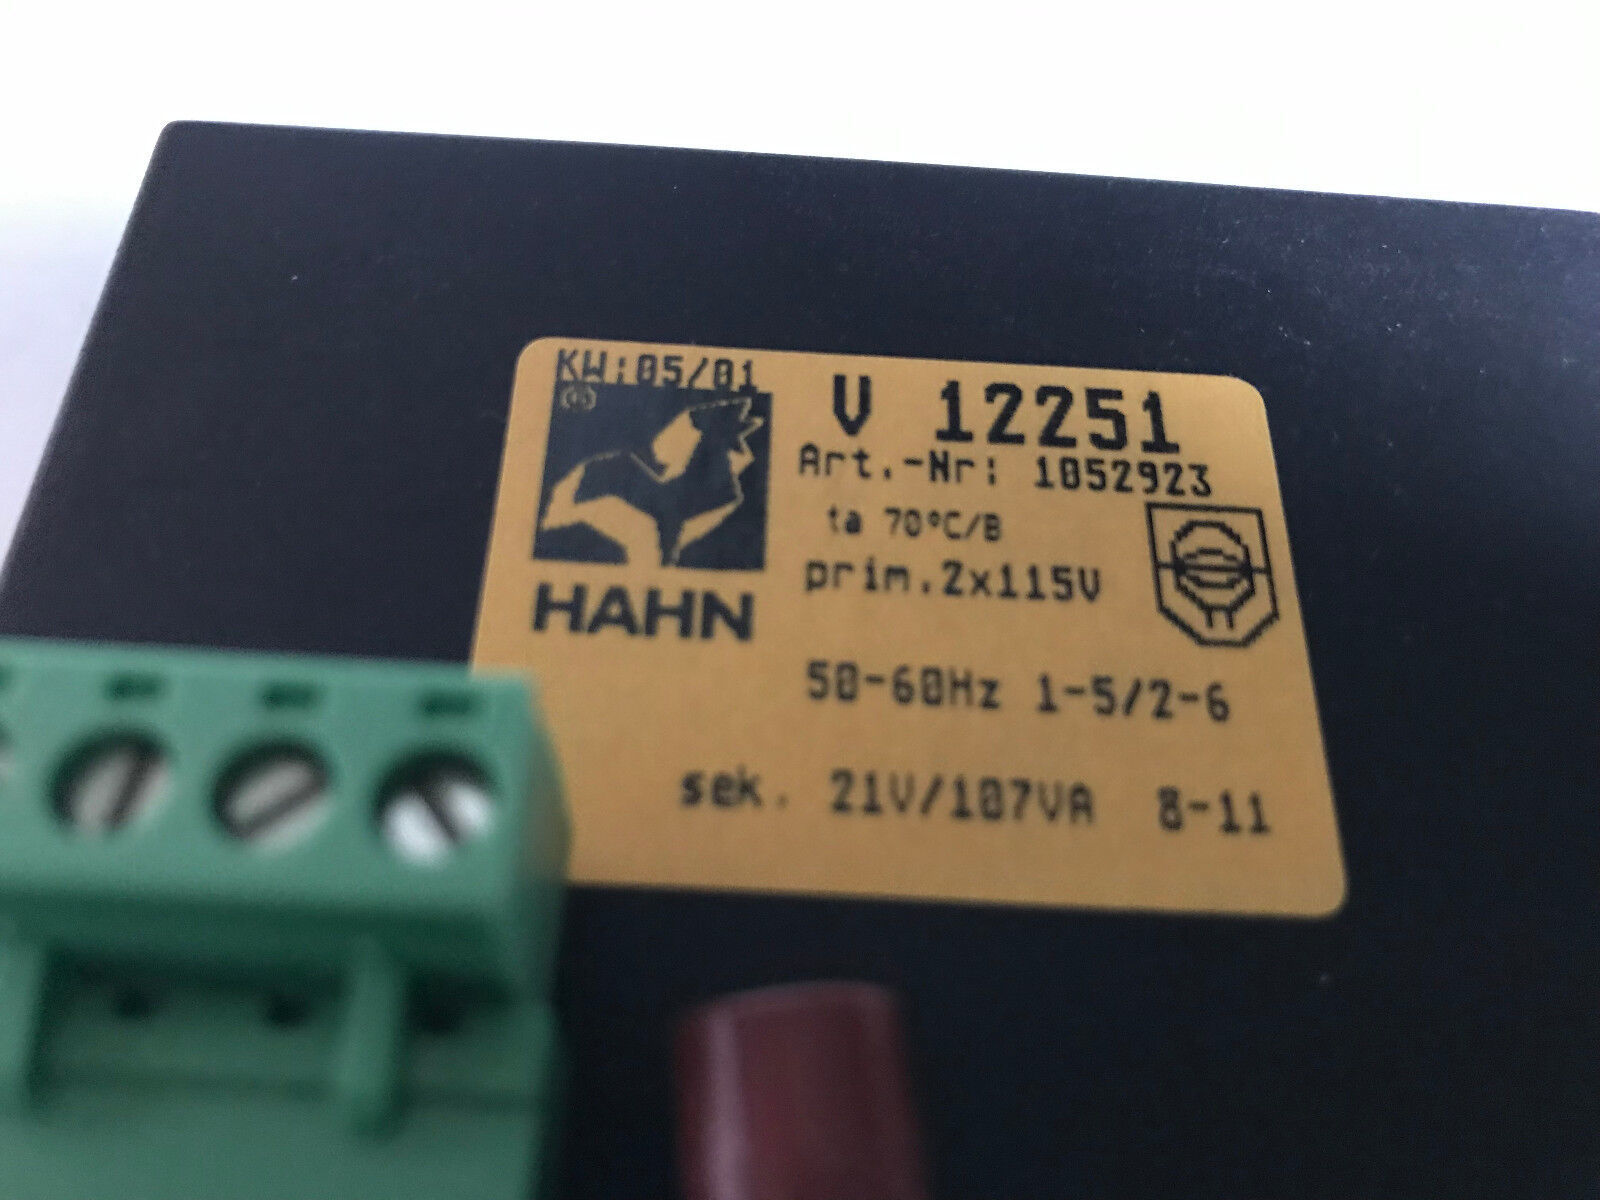 KW:05/01
V 12251
Art.-Nr: 1052923
ta 70°C/B
prim.2x115V
HAHN
50-60Hz 1-5/2-6
sek. 21V/107VA 8-11